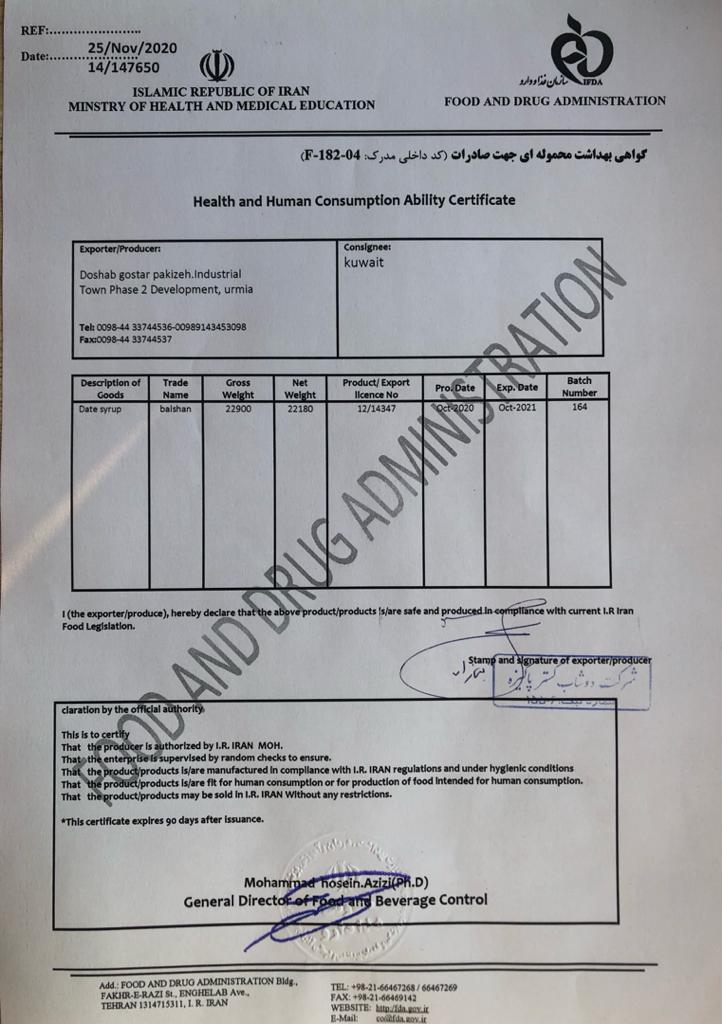 REF:......................
Date:......................
25/Nov/2020
14/147650
ISLAMIC REPUBLIC OF IRAN
MINSTRY OF HEALTH AND MEDICAL EDUCATION
سازمان غذا و دارو
IFDA
FOOD AND DRUG ADMINISTRATION
گواهی بهداشت محموله ای جهت صادرات (کد داخلی مدرک: F-182-04)
Health and Human Consumption Ability Certificate
Exporter/Producer:
Doshab gostar pakizeh.Industrial
Town Phase 2 Development, urmia
Tel: 0098-44 33744536-00989143453098
Fax:0098-44 33744537
Consignee:
kuwait
Description of Goods Trade Name Gross Weight Net Weight Product/ Export licence No Pro. Date Exp. Date Batch Number
Date syrup balshan 22900 22180 12/14347 Oct-2020 Oct-2021 164
FOOD AND DRUG ADMINISTRATION
I (the exporter/produce), hereby declare that the above product/products is/are safe and produced in compliance with current I.R Iran
Food Legislation.
Stamp and signature of exporter/producer
شرکت دوشاب گستر پاکیزه
claration by the official authority
This is to certify
That the producer is authorized by I.R. IRAN MOH.
That the enterprise is supervised by random checks to ensure.
That the product/products is/are manufactured in compliance with I.R. IRAN regulations and under hygienic conditions
That the product/products is/are fit for human consumption or for production of food intended for human consumption.
That the product/products may be sold in I.R. IRAN Without any restrictions.
*This certificate expires 90 days after issuance.
Mohammad hosein.Azizi(Ph.D)
General Director of Food and Beverage Control
Add.: FOOD AND DRUG ADMINISTRATION Bldg.,
FAKHR-E-RAZI St., ENGHELAB Ave.,
TEHRAN 1314715311, I. R. IRAN
TEL: +98-21-66467268 / 66467269
FAX: +98-21-66469142
WEBSITE: http:/fda.gov.ir
E-Mail: co@fda.gov.ir